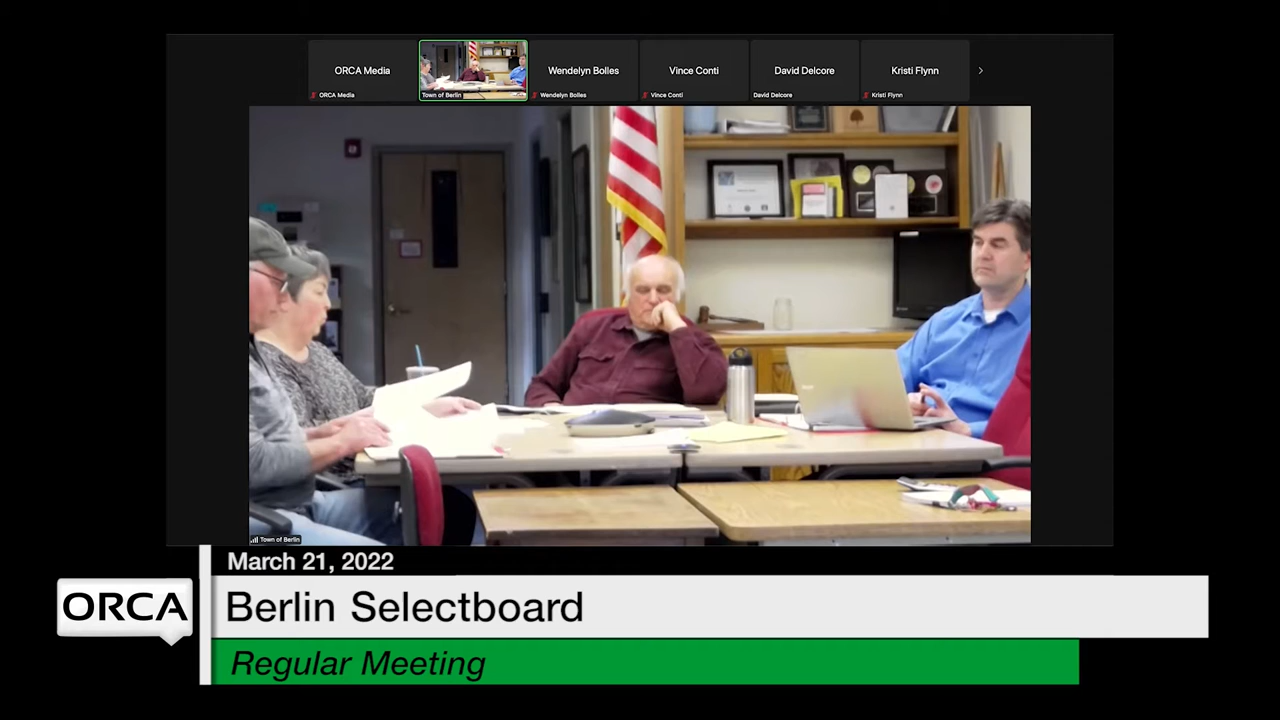 ORCA Media
Wendelyn Bolles
Vince Conti
David Delcore
Kristi Flynn
ORCA Media
Town of Berlin
Wendelyn Bolles
Vince Conti
David Delcore
Kristi Flynn
Town of Berlin
March 21, 2022
ORCA
Berlin Selectboard
Regular Meeting